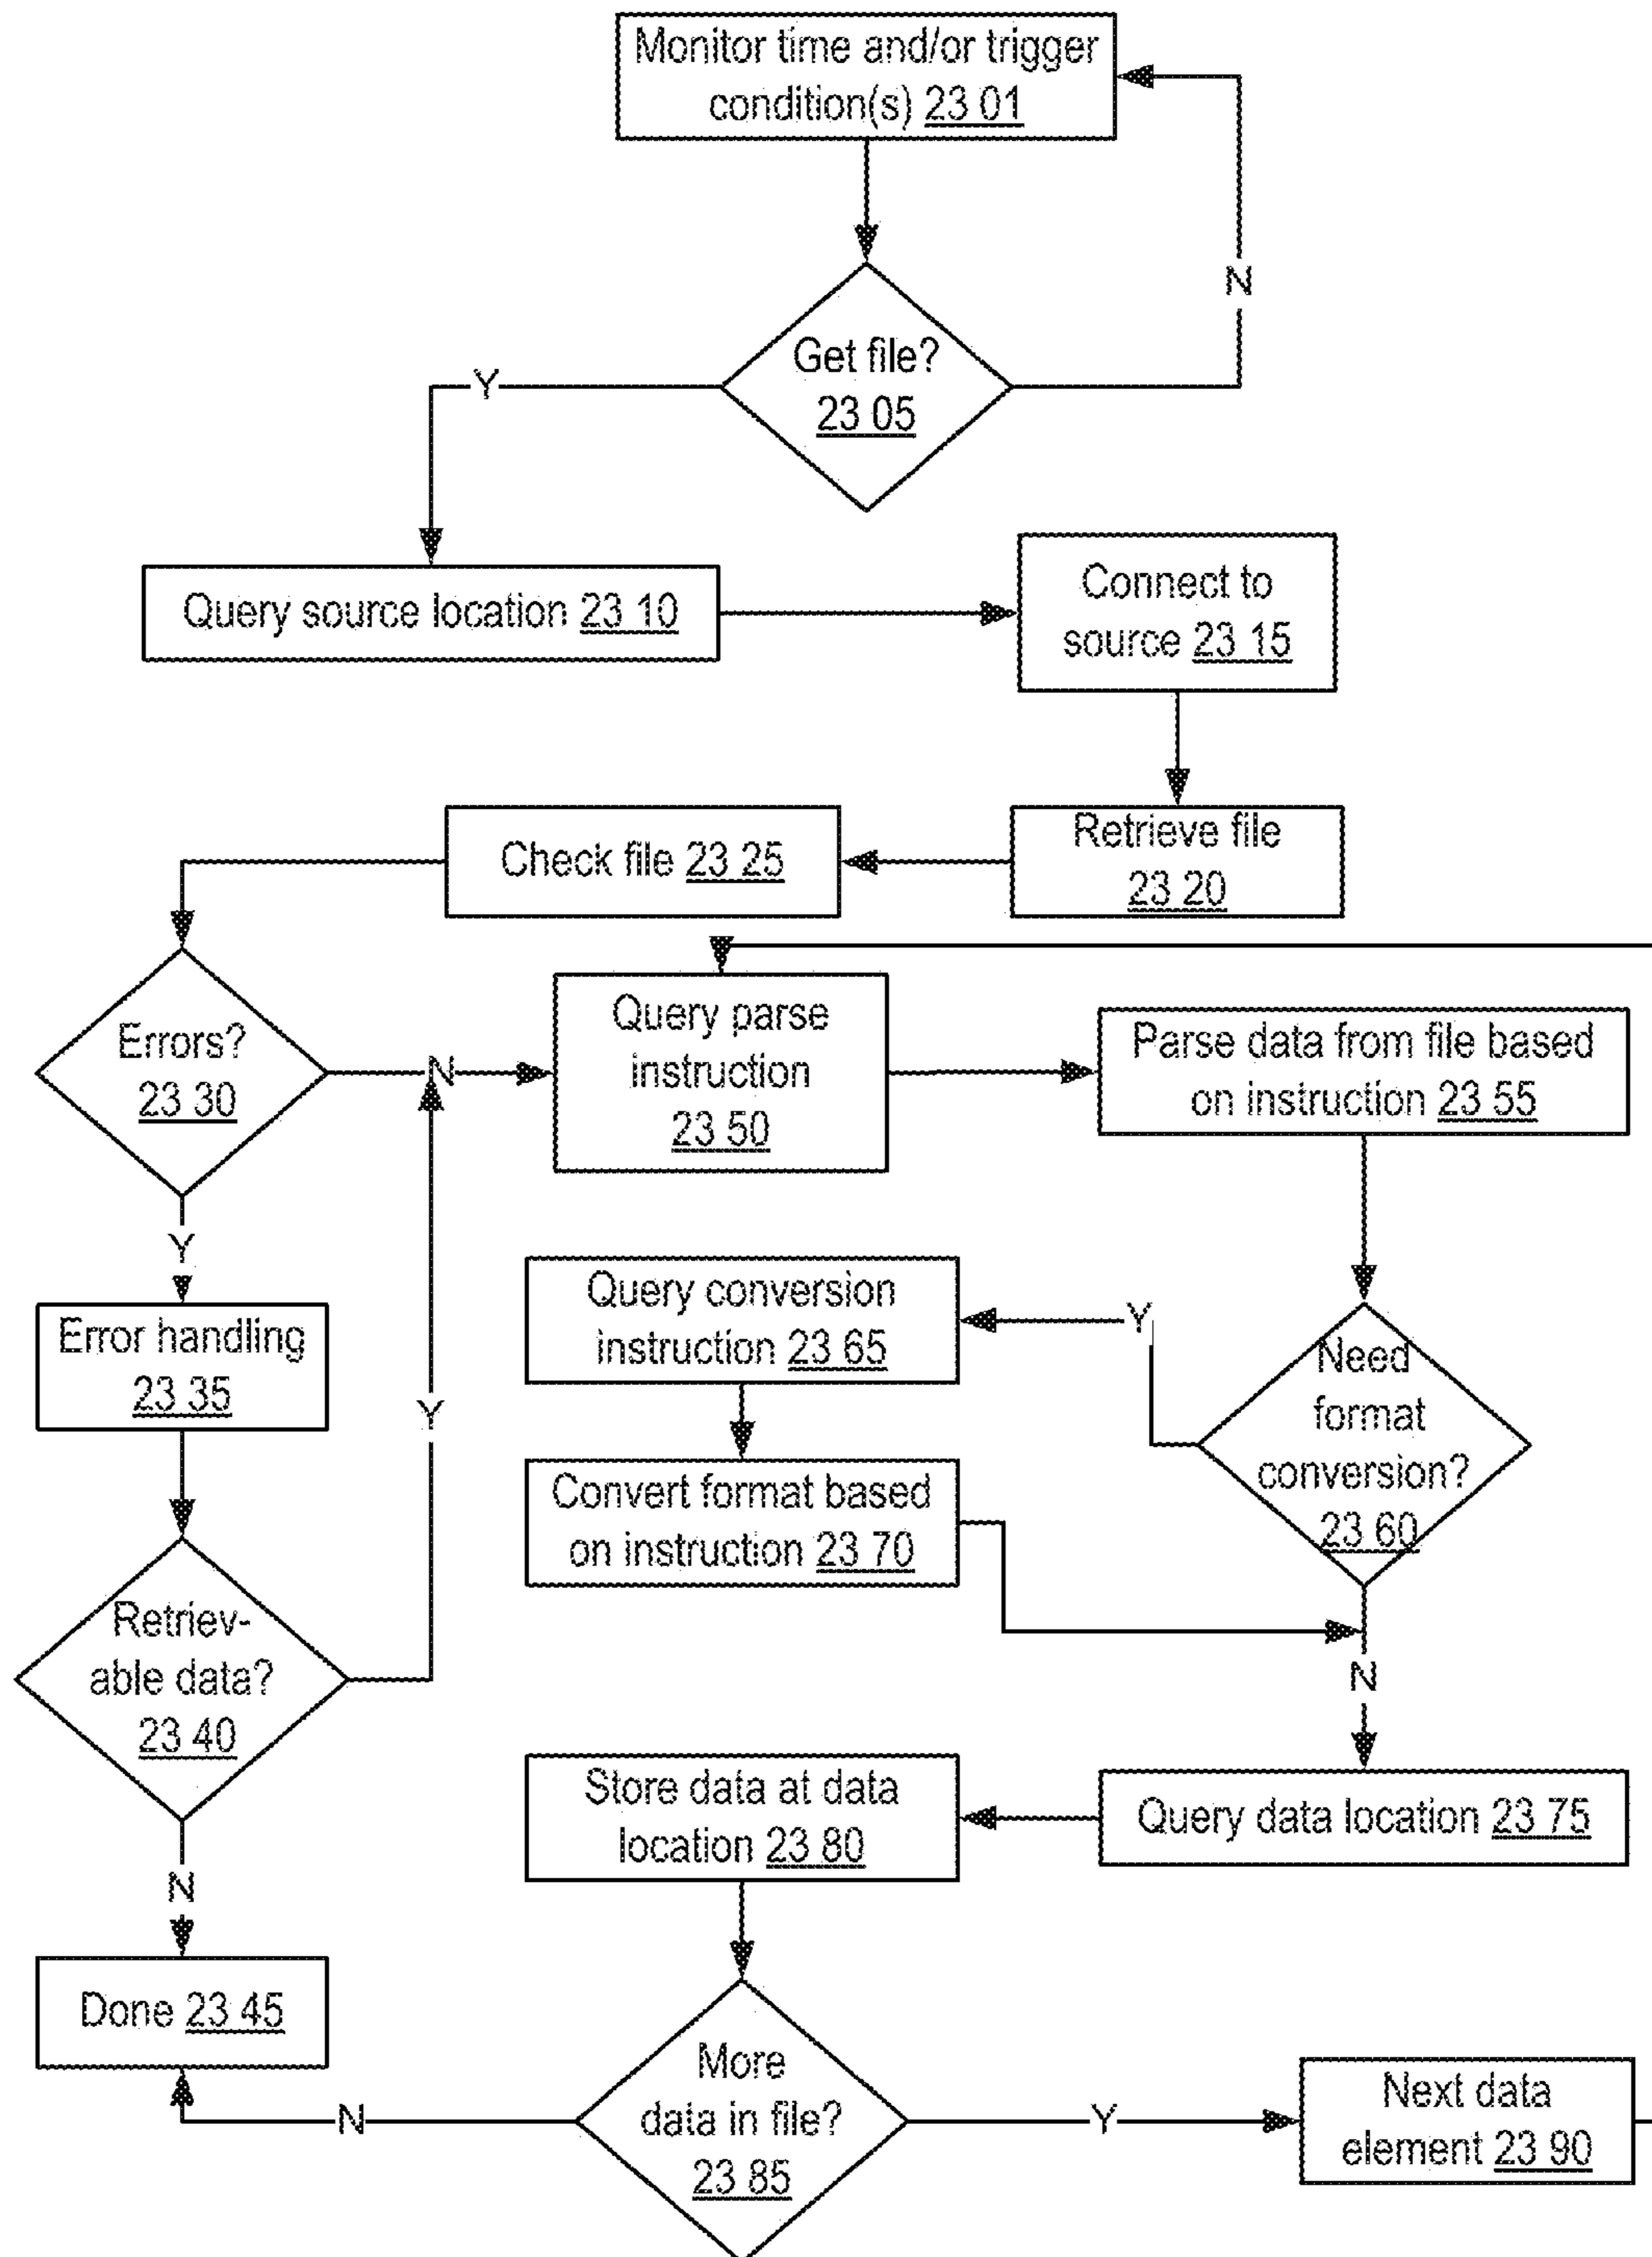 Monitor time and/or trigger
condition(s) 23 01
N
Get file?
23 05
Y
Query source location 23 10
Connect to
source 23 15
Retrieve file
23 20
Check file 23 25
Errors?
23 30
N
Query parse
instruction
23 50
Parse data from file based
on instruction 23 55
Y
Error handling
23 35
Y
Query conversion
instruction 23 65
Y
Need
format
conversion?
23 60
Convert format based
on instruction 23 70
Retriev-
able data?
23 40
N
N
Store data at data
location 23 80
Query data location 23 75
Done 23 45
More
data in file?
23 85
N
Y
Next data
element 23 90